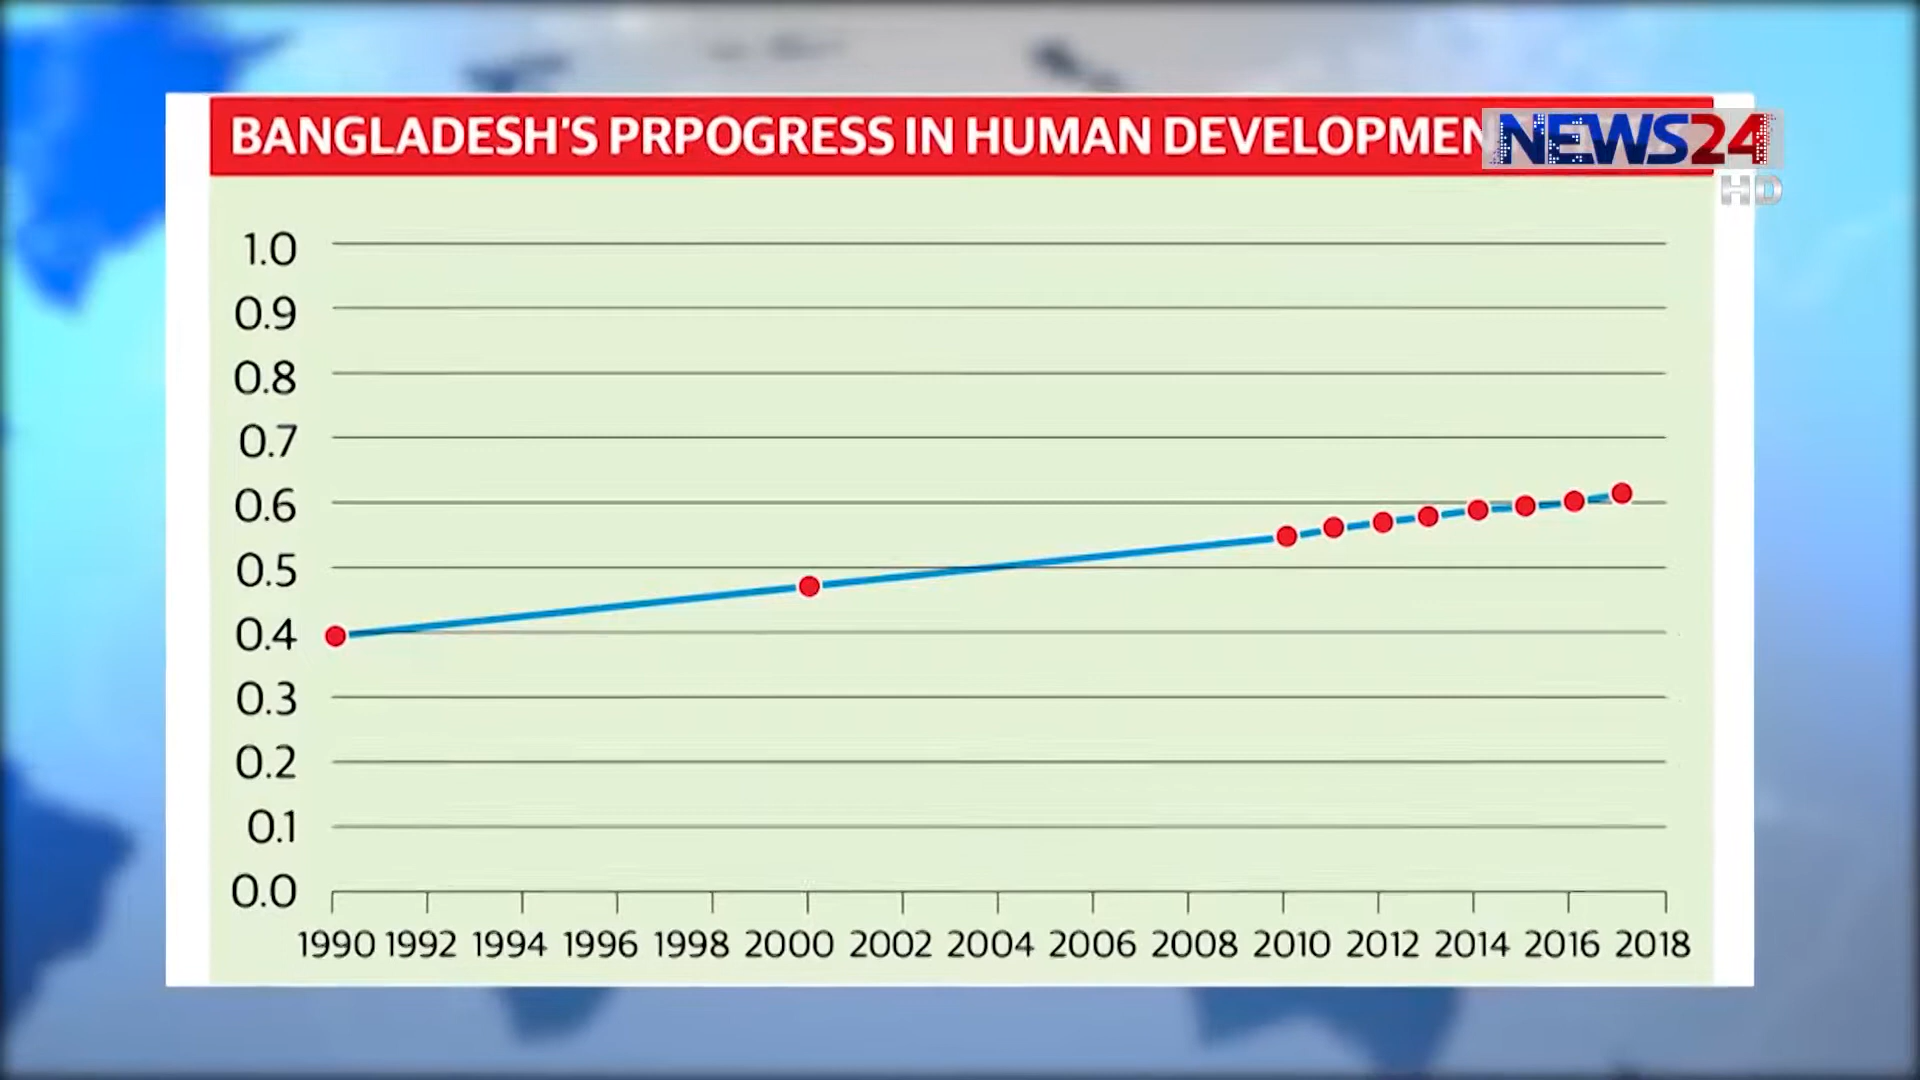 BANGLADESH'S PRPOGRESS IN HUMAN DEVELOPMEN
NEWS24
HD
1.0
0.9
0.8
0.7
0.6
0.5
0.4
0.3
0.2
0.1
0.0
1990 1992 1994 1996 1998 2000 2002 2004 2006 2008 2010 2012 2014 2016 2018